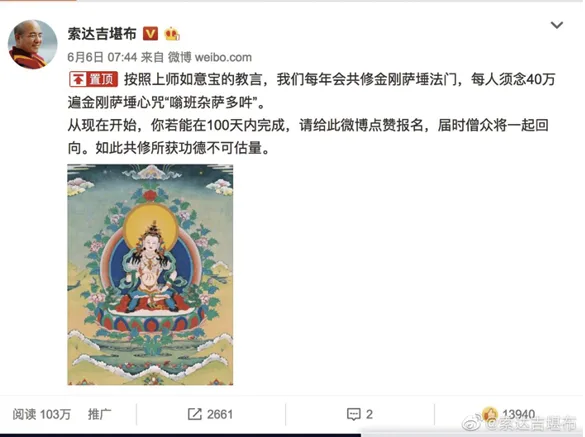 索达吉堪布
6月6日 07:44 来自 微博 weibo.com
置顶 按照上师如意宝的教言，我们每年会共修金刚萨埵法门，每人须念40万
遍金刚萨埵心咒“嗡班杂萨多吽”。
从现在开始，你若能在100天内完成，请给此微博点赞报名，届时僧众将一起回
向。如此共修所获功德不可估量。
阅读 103万 推广 2661 2 13940
@索达吉堪布